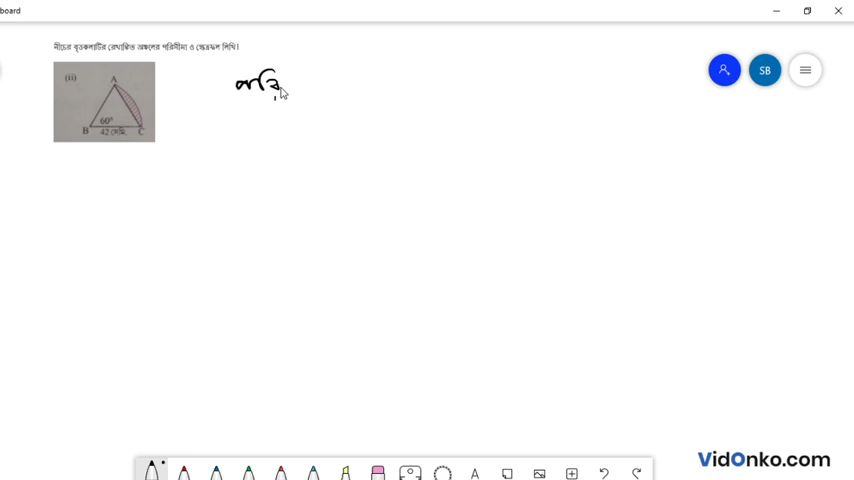 board
নীচের বৃত্তকলাটির রেখাঙ্কিত অঞ্চলের পরিসীমা ও ক্ষেত্রফল লিখি।
(ii)
A
60°
B
42 সেমি.
C
পরি
SB
A
VidOnko.com